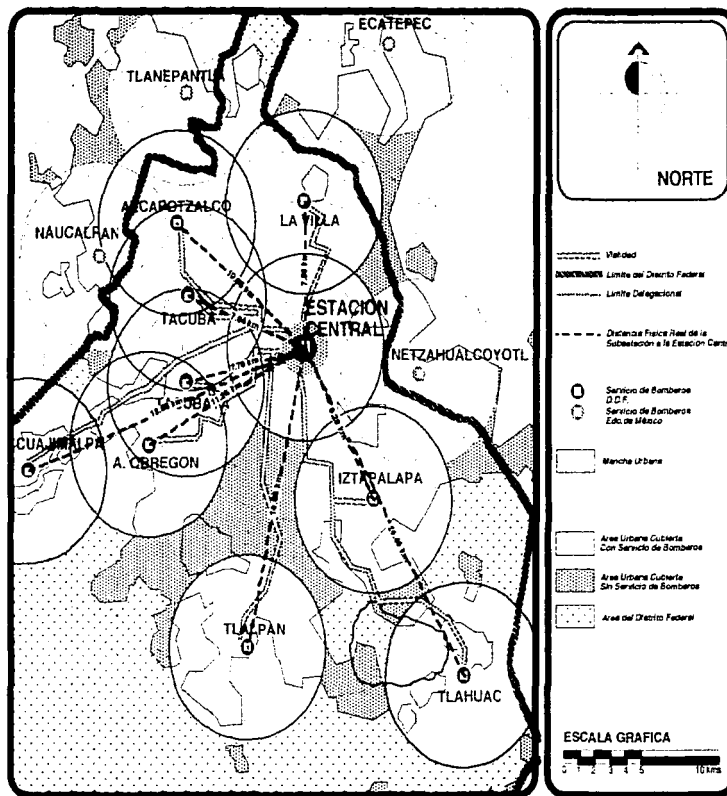 ECATEPEC
TLANEPANTLA
AZCAPOTZALCO
LA VILLA
NAUCALPAN
TACUBA
ESTACION
CENTRAL
NETZAHUALCOYOTL
CUAJIMALPA
A. OBREGON
IZTAPALAPA
TLALPAN
TLAHUAC
NORTE
Vialidad
Limite del Distrito Federal
Limite Delegacional
Distancia Fisica Real de la
Subestación a la Estación
Servicio de Bomberos
D.D.F.
Servicio de Bomberos
Edo. de México
Mancha Urbana
Area Urbana Cubierta
Con Servicio de Bomberos
Area Urbana Cubierta
Sin Servicio de Bomberos
Area del Distrito Federal
ESCALA GRAFICA
0 1 2 3 4 5 10 kms